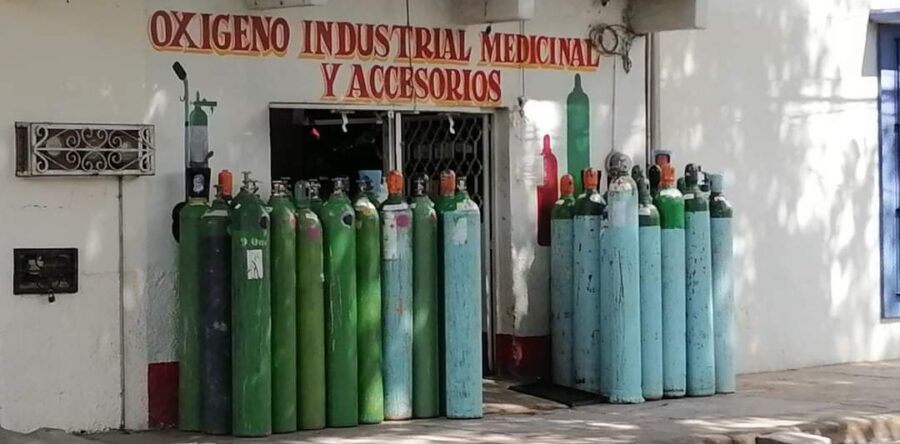 OXIGENO INDUSTRIAL MEDICINAL
Y ACCESORIOS